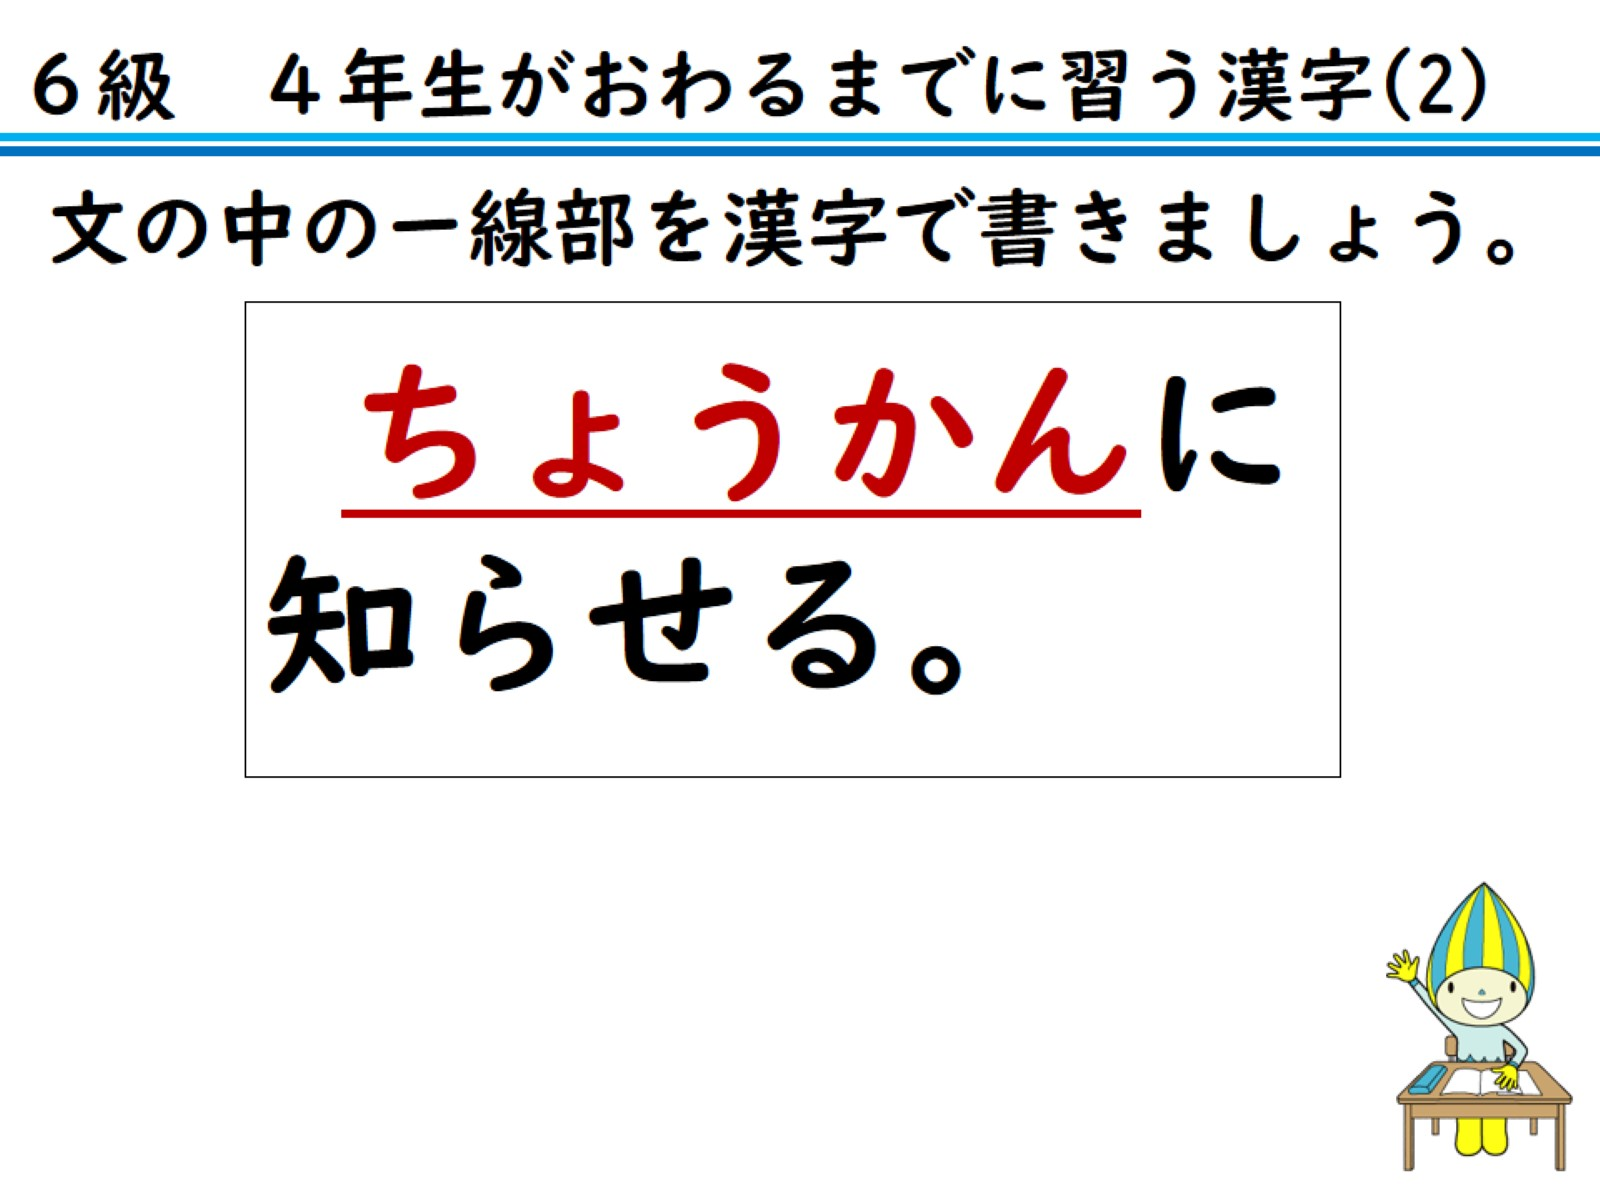 ６級　４年生がおわるまでに習う漢字(2)
文の中の―線部を漢字で書きましょう。
ちょうかんに
知らせる。